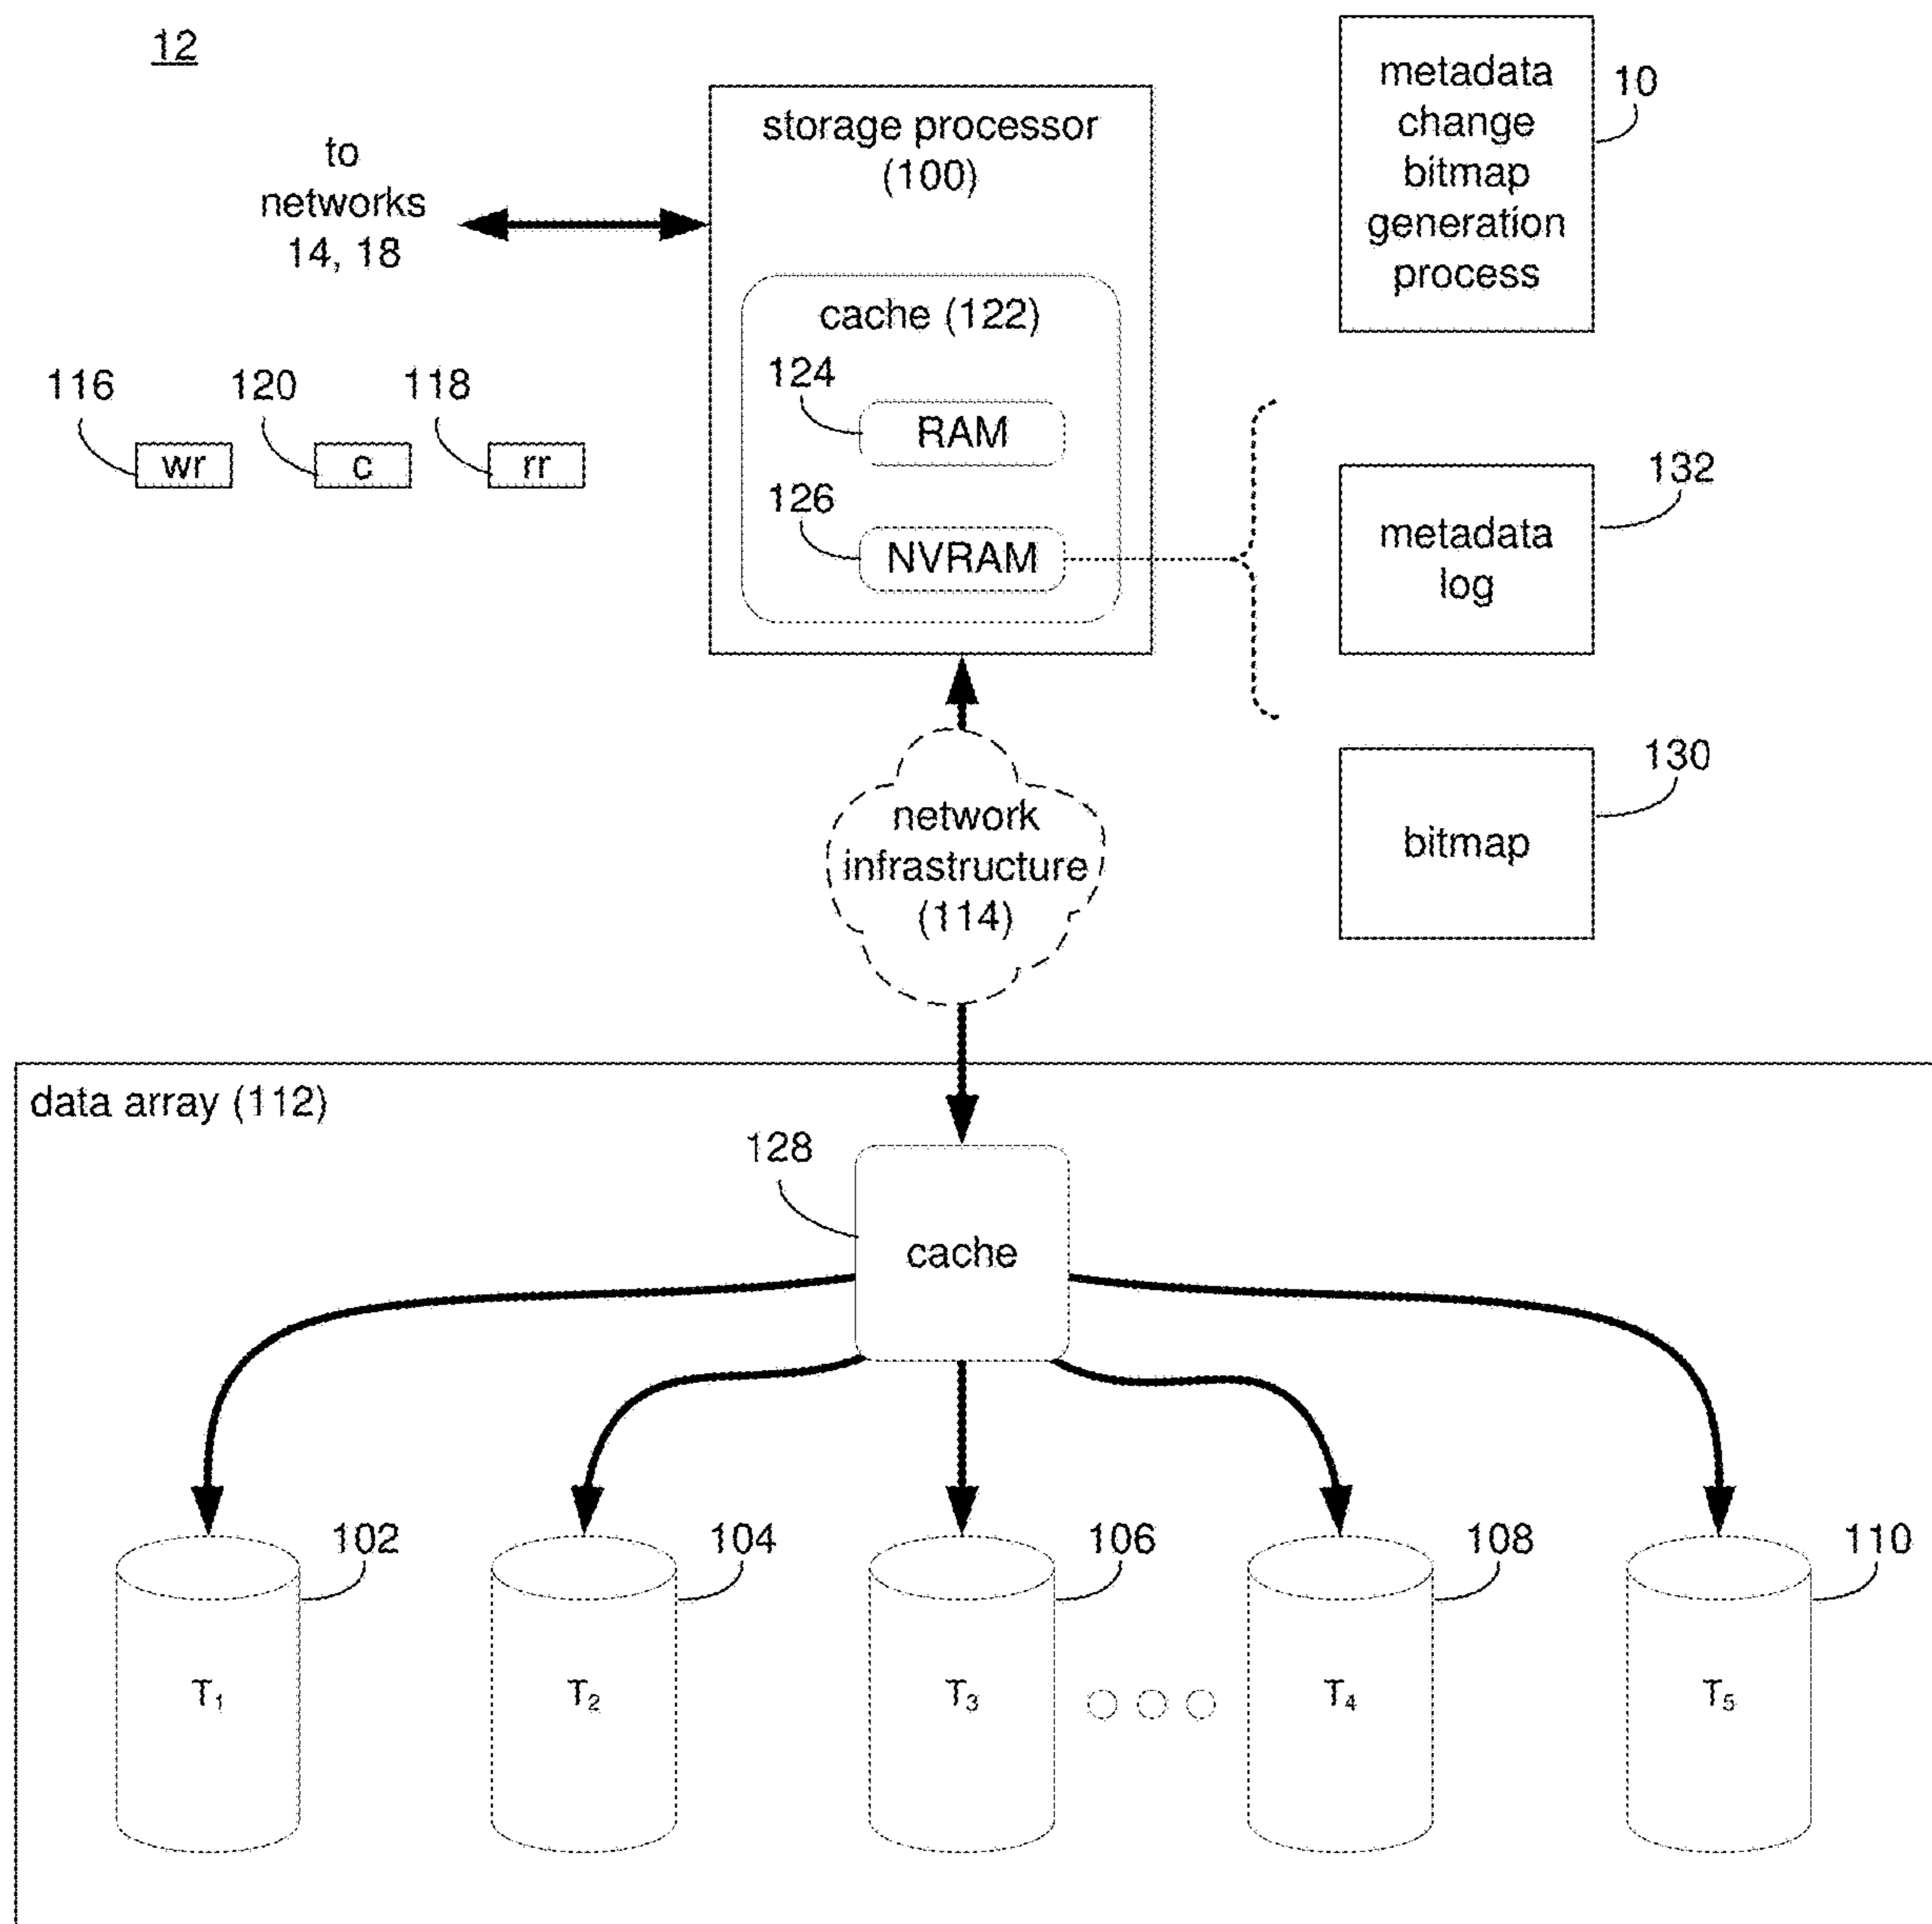 12
to
networks
14, 18
storage processor
(100)
cache (122)
124
RAM
126
NVRAM
metadata
change
bitmap
generation
process
10
116
120
118
wr
c
rr
132
metadata
log
130
bitmap
network
infrastructure
(114)
data array (112)
128
cache
102
104
106
108
110
T₁
T₂
T₃
T₄
T₅